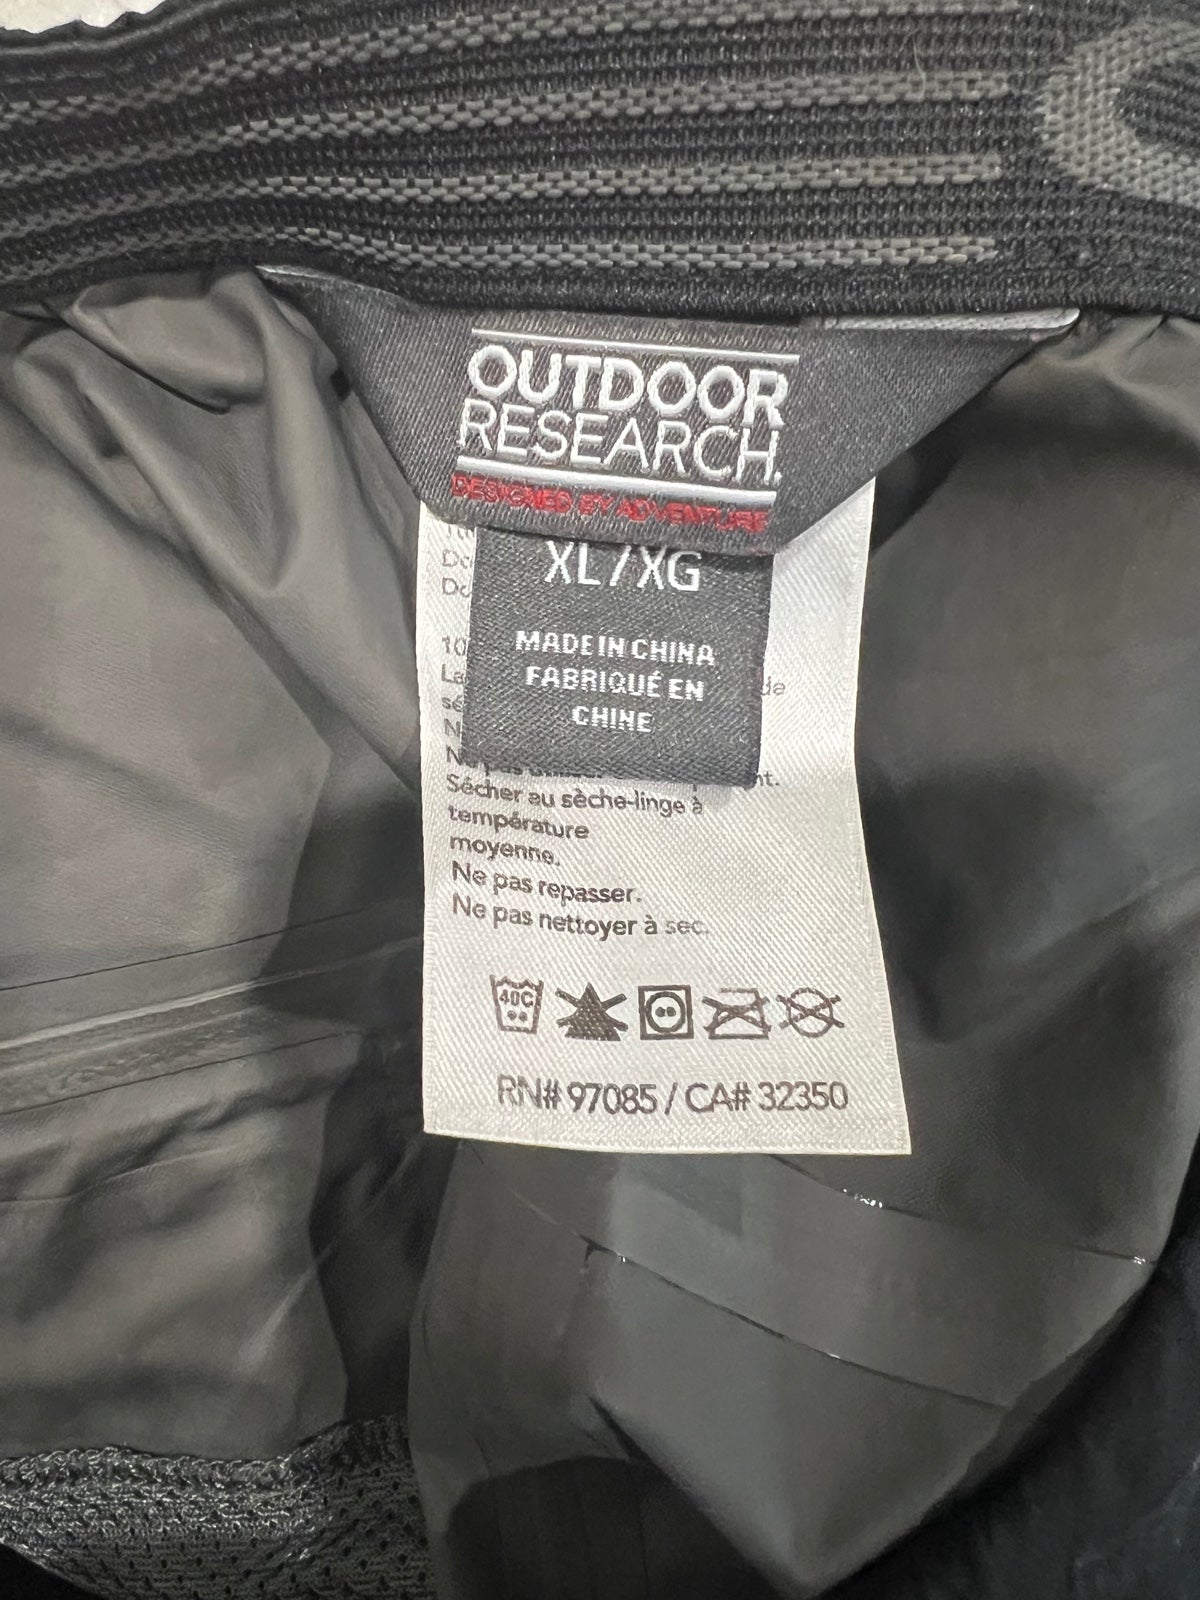 OUTDOOR
RESEARCH
DESIGNED BY ADVENTURE
XL / XG
MADE IN CHINA
FABRIQUÉ EN
CHINE
de
Sécher au sèche-linge à
température
moyenne.
Ne pas repasser.
Ne pas nettoyer à sec.
40C
RN# 97085 / CA# 32350